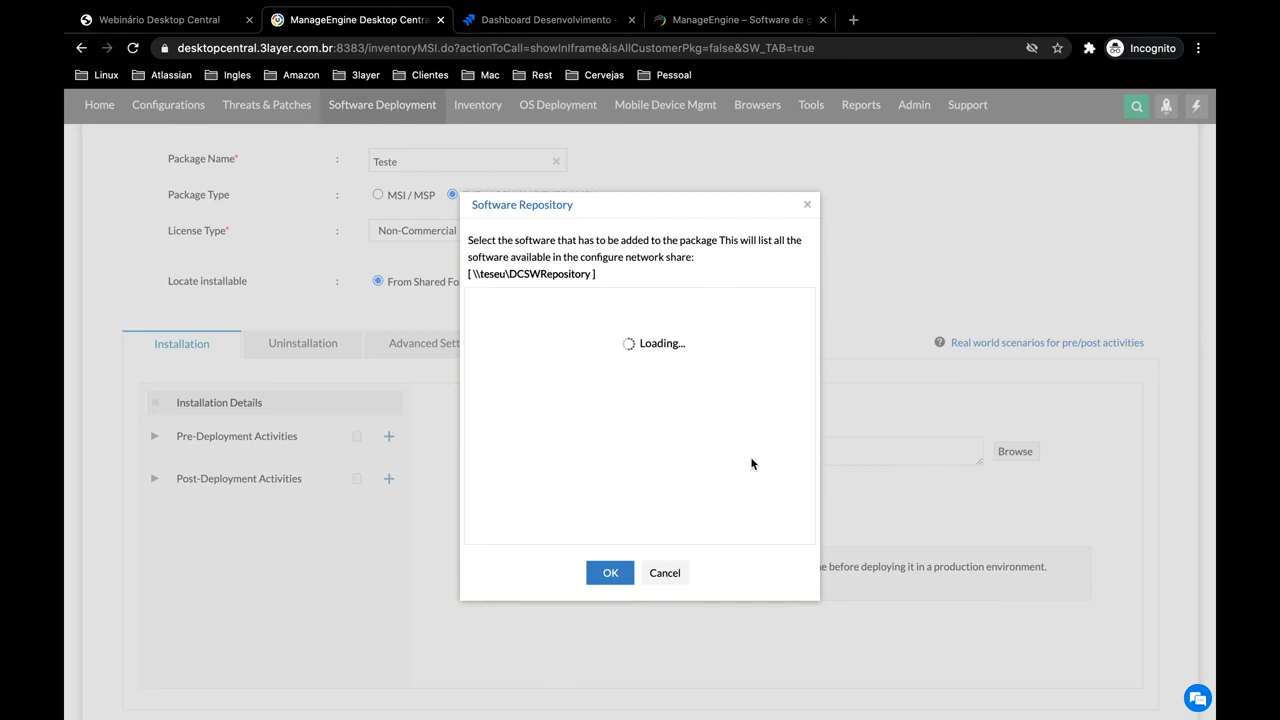 Webinário Desktop Central
ManageEngine Desktop Centr
Dashboard Desenvolvimento -
ManageEngine – Software de g
desktopcentral.3layer.com.br:8383/inventoryMSI.do?actionToCall=showInIframe&isAllCustomerPkg=false&SW_TAB=true
Incognito
Linux Atlassian Ingles Amazon 3layer Clientes Mac Rest Cervejas Pessoal
Home Configurations Threats & Patches Software Deployment Inventory OS Deployment Mobile Device Mgmt Browsers Tools Reports Admin Support
Package Name* : Teste
Package Type : MSI / MSP
License Type* : Non-Commercial
Locate installable : From Shared Fo
Software Repository
Select the software that has to be added to the package This will list all the
software available in the configure network share:
[ \\teseu\DCSWRepository ]
Loading...
OK Cancel
Installation Uninstallation Advanced Sett
Real world scenarios for pre/post activities
Installation Details
Pre-Deployment Activities
Post-Deployment Activities
Browse
e before deploying it in a production environment.